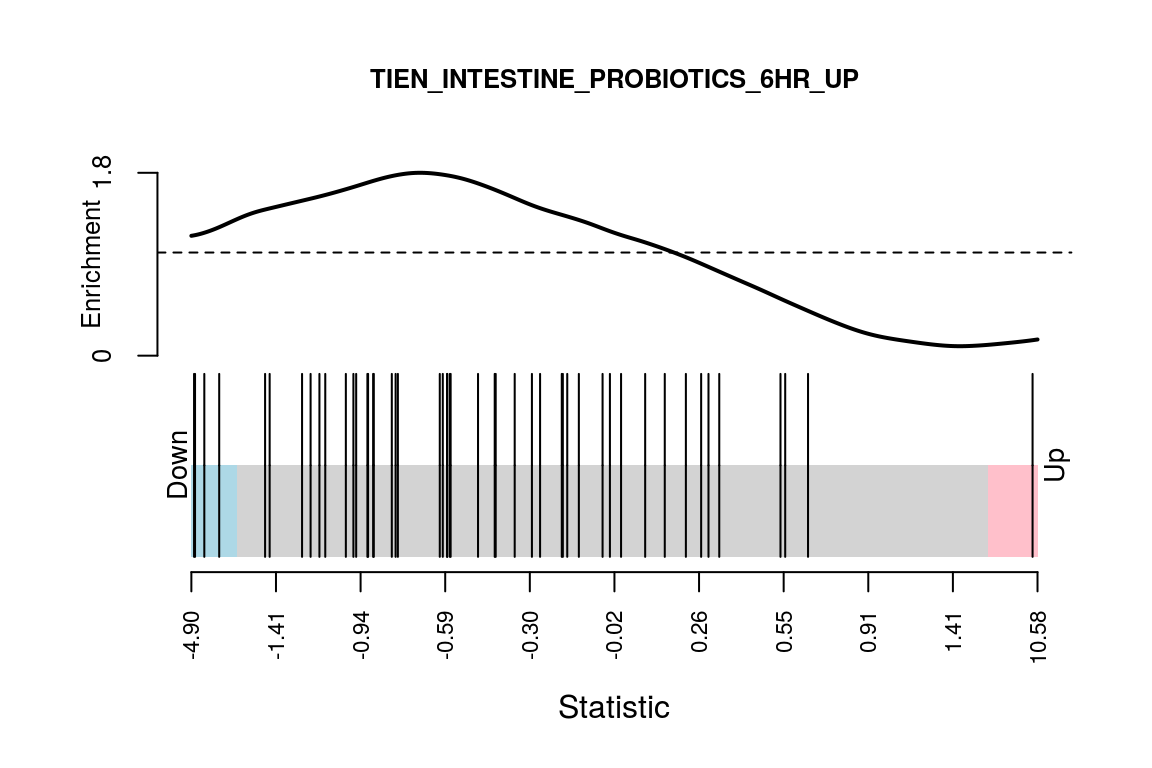 TIEN_INTESTINE_PROBIOTICS_6HR_UP
1.8
Enrichment
0
Down
Up
-4.90 -1.41 -0.94 -0.59 -0.30 -0.02 0.26 0.55 0.91 1.41 10.58
Statistic